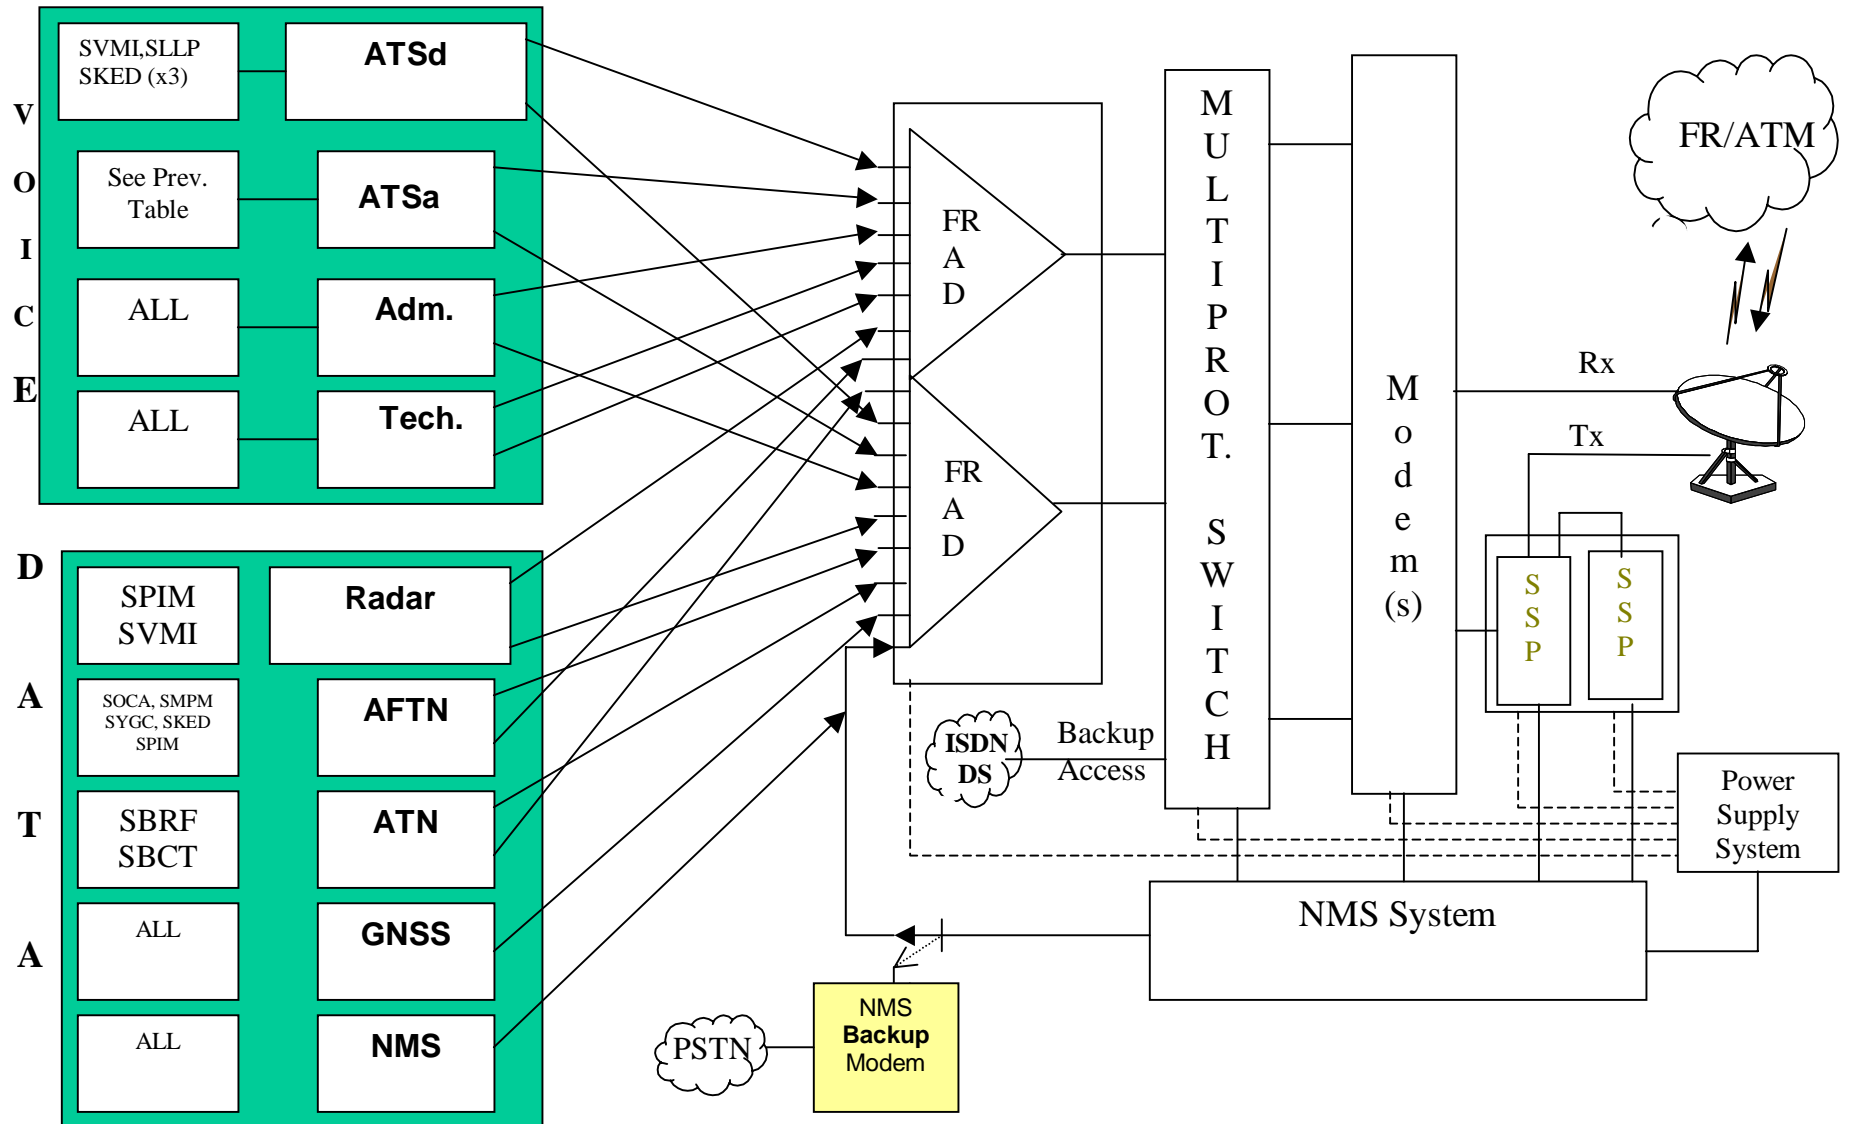 V
O
I
C
E
SVMI,SLLP
SKED (x3)
ATSd
See Prev.
Table
ATSa
ALL
Adm.
ALL
Tech.
D
A
T
A
SPIM
SVMI
Radar
SOCA, SMPM
SYGC, SKED
SPIM
AFTN
SBRF
SBCT
ATN
ALL
GNSS
ALL
NMS
FR
A
D
FR
A
D
M
U
L
T
I
P
R
O
T.
S
W
I
T
C
H
M
o
d
e
m
(s)
FR/ATM
Rx
Tx
S
S
P
S
S
P
ISDN
DS
Backup
Access
Power
Supply
System
NMS System
NMS
Backup
Modem
PSTN